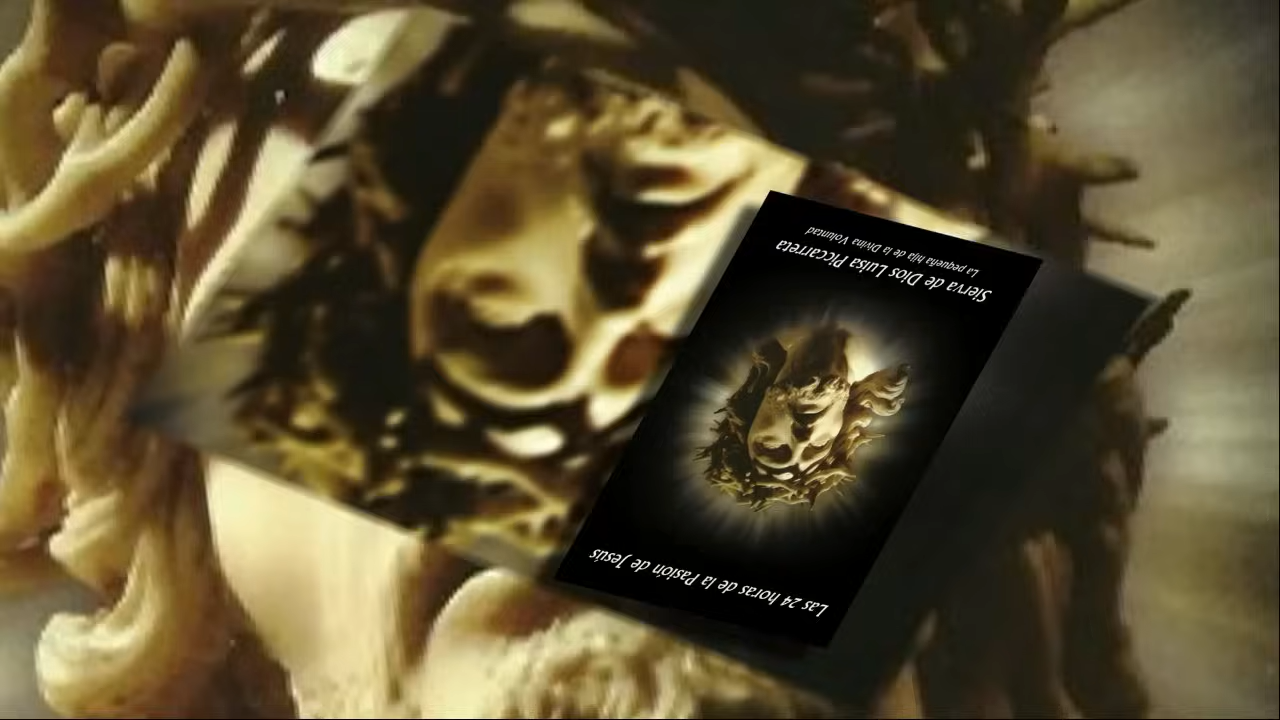 Las 24 horas de la Pasión de Jesús
Sierva de Dios Luisa Piccarreta
La pequeña hija de la Divina Voluntad